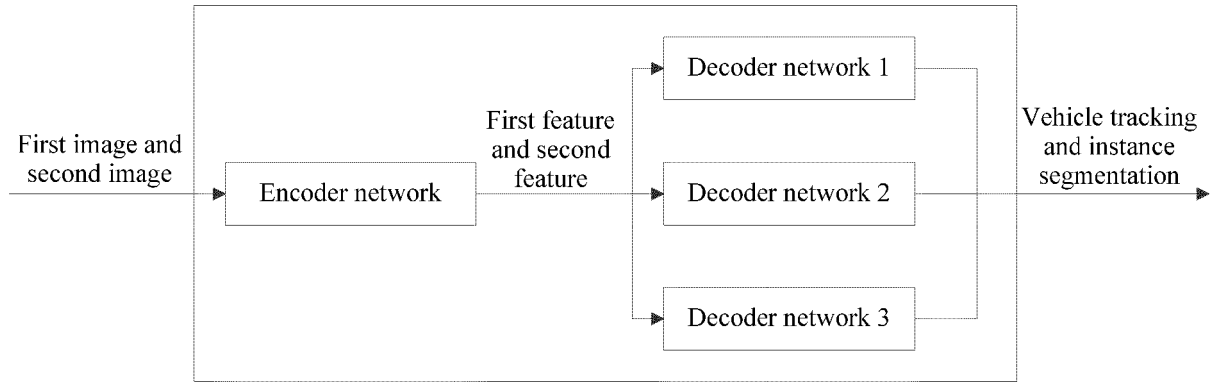 First image and
second image
Encoder network
First feature
and second
feature
Decoder network 1
Decoder network 2
Decoder network 3
Vehicle tracking
and instance
segmentation